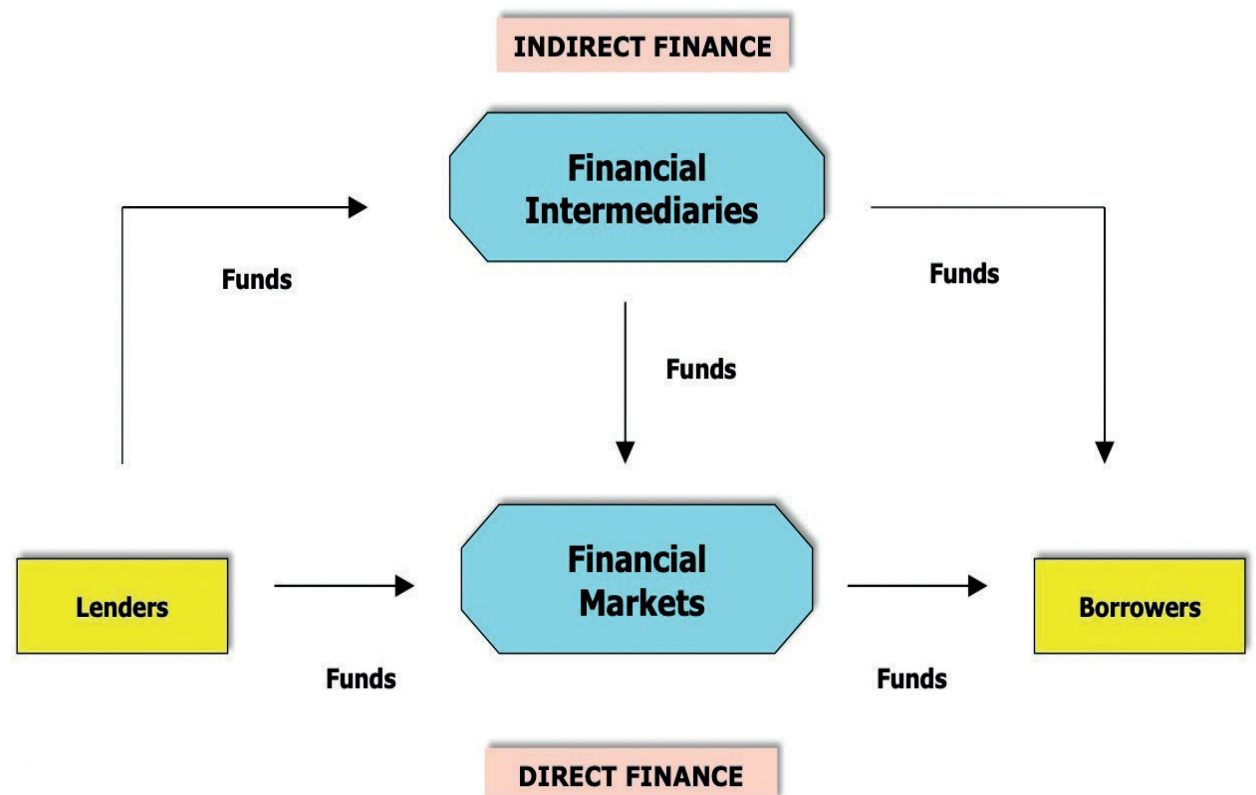 INDIRECT FINANCE
Financial
Intermediaries
Funds
Funds
Funds
Financial
Markets
Lenders
Borrowers
Funds
Funds
DIRECT FINANCE